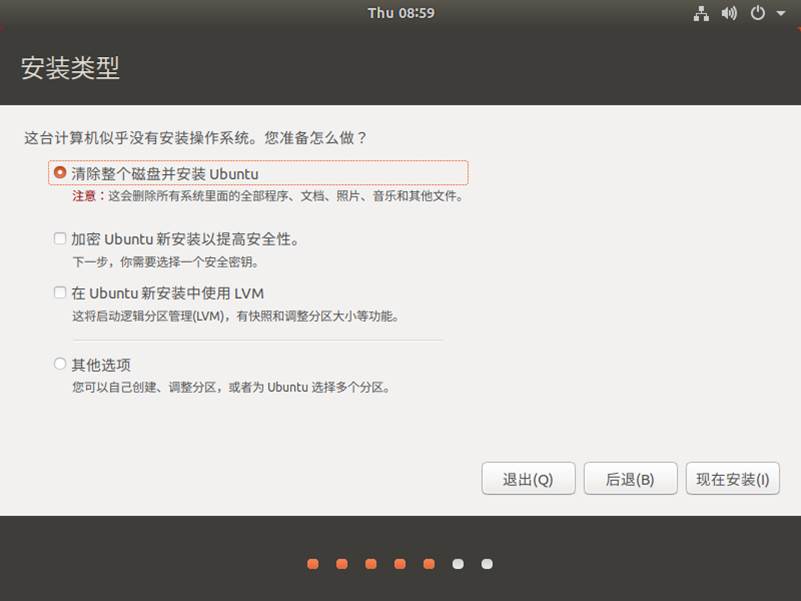 Thu 08:59
安装类型
这台计算机似乎没有安装操作系统。您准备怎么做？
清除整个磁盘并安装 Ubuntu
注意：这会删除所有系统里面的全部程序、文档、照片、音乐和其他文件。
加密 Ubuntu 新安装以提高安全性。
下一步，你需要选择一个安全密钥。
在 Ubuntu 新安装中使用 LVM
这将启动逻辑分区管理(LVM)，有快照和调整分区大小等功能。
其他选项
您可以自己创建、调整分区，或者为 Ubuntu 选择多个分区。
退出(Q) 后退(B) 现在安装(I)